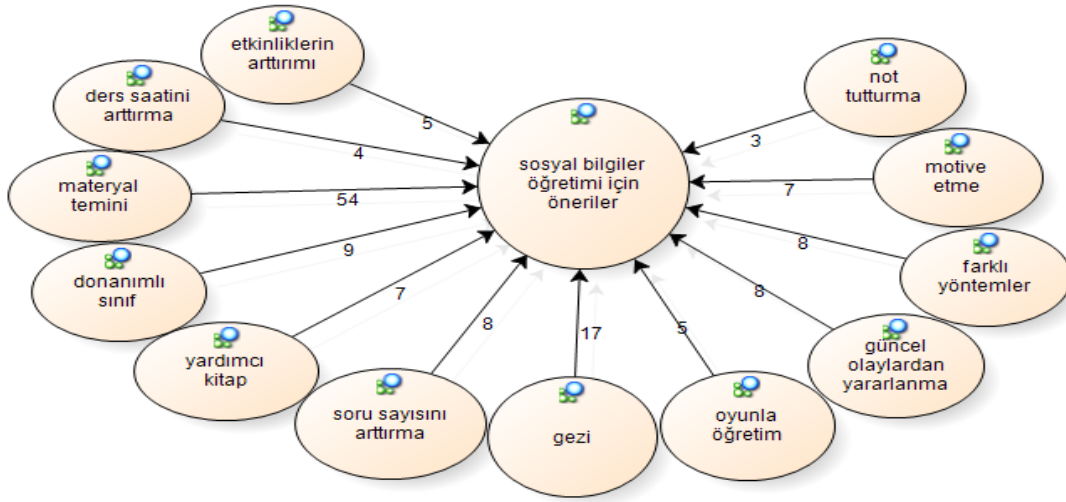 etkinliklerin
arttırımı
5
ders saatini
arttırma
4
materyal
temini
54
donanımlı
sınıf
9
yardımcı
kitap
7
soru sayısını
arttırma
8
gezi
17
oyunla
öğretim
5
güncel
olaylardan
yararlanma
8
farklı
yöntemler
8
motive
etme
7
not
tutturma
3
sosyal bilgiler
öğretimi için
öneriler